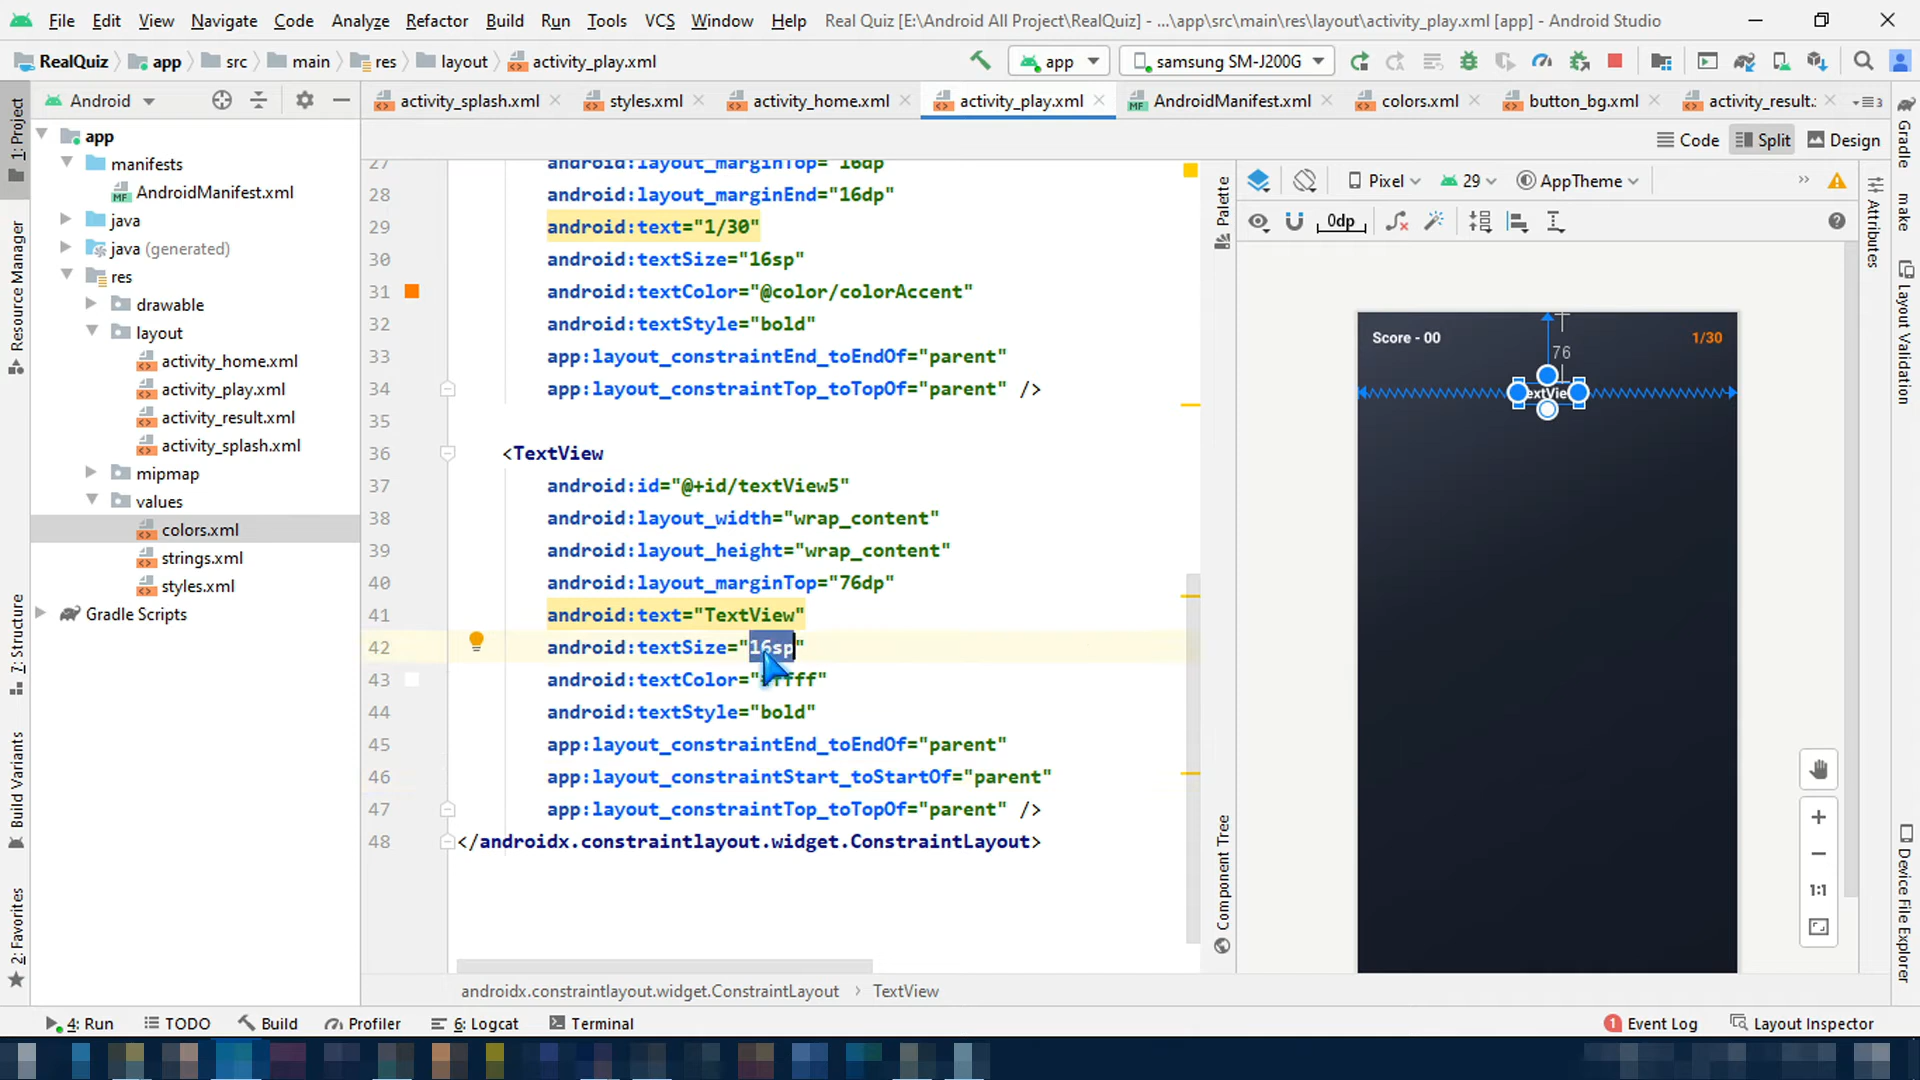 File Edit View Navigate Code Analyze Refactor Build Run Tools VCS Window Help Real Quiz [E:\Android All Project\RealQuiz] - ...\app\src\main\res\layout\activity_play.xml [app] - Android Studio
RealQuiz app src main res layout activity_play.xml app samsung SM-J200G
Android activity_splash.xml styles.xml activity_home.xml activity_play.xml AndroidManifest.xml colors.xml button_bg.xml activity_result.
Code Split Design
1: Project
Resource Manager
7: Structure
Build Variants
2: Favorites
app
manifests
AndroidManifest.xml
java
java (generated)
res
drawable
layout
activity_home.xml
activity_play.xml
activity_result.xml
activity_splash.xml
mipmap
values
colors.xml
strings.xml
styles.xml
Gradle Scripts
27 android:layout_marginTop="16dp
28 android:layout_marginEnd="16dp"
29 android:text="1/30"
30 android:textSize="16sp"
31 android:textColor="@color/colorAccent"
32 android:textStyle="bold"
33 app:layout_constraintEnd_toEndOf="parent"
34 app:layout_constraintTop_toTopOf="parent" />
35
36 <TextView
37 android:id="@+id/textView5"
38 android:layout_width="wrap_content"
39 android:layout_height="wrap_content"
40 android:layout_marginTop="76dp"
41 android:text="TextView"
42 android:textSize="16sp"
43 android:textColor="#ffff"
44 android:textStyle="bold"
45 app:layout_constraintEnd_toEndOf="parent"
46 app:layout_constraintStart_toStartOf="parent"
47 app:layout_constraintTop_toTopOf="parent" />
48 </androidx.constraintlayout.widget.ConstraintLayout>
androidx.constraintlayout.widget.ConstraintLayout TextView
Palette
Component Tree
Pixel 29 AppTheme
0dp
Score - 00 1/30
76
1:1
Attributes
Gradle
make
Layout Validation
Device File Explorer
4: Run TODO Build Profiler 6: Logcat Terminal 1 Event Log Layout Inspector